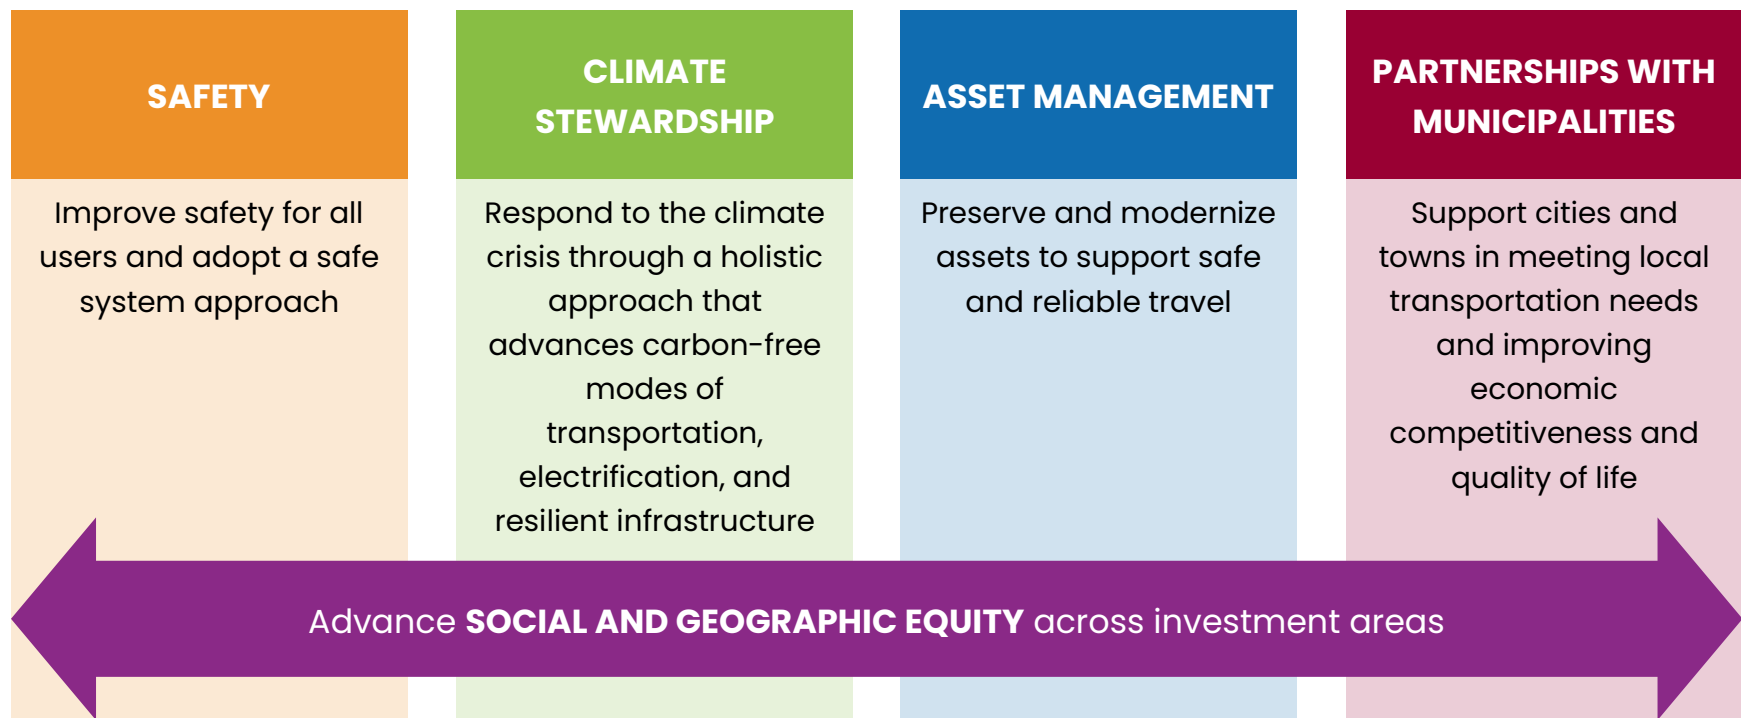 SAFETY
Improve safety for all
users and adopt a safe
system approach
CLIMATE
STEWARDSHIP
Respond to the climate
crisis through a holistic
approach that
advances carbon-free
modes of
transportation,
electrification, and
resilient infrastructure
ASSET MANAGEMENT
Preserve and modernize
assets to support safe
and reliable travel
PARTNERSHIPS WITH
MUNICIPALITIES
Support cities and
towns in meeting local
transportation needs
and improving
economic
competitiveness and
quality of life
Advance SOCIAL AND GEOGRAPHIC EQUITY across investment areas